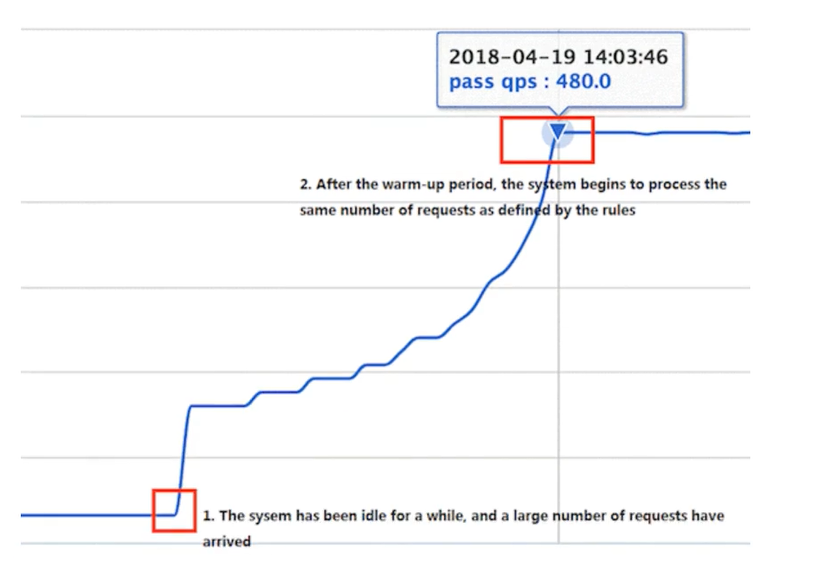 2018-04-19 14:03:46
pass qps : 480.0
2. After the warm-up period, the system begins to process the
same number of requests as defined by the rules
1. The sysem has been idle for a while, and a large number of requests have
arrived